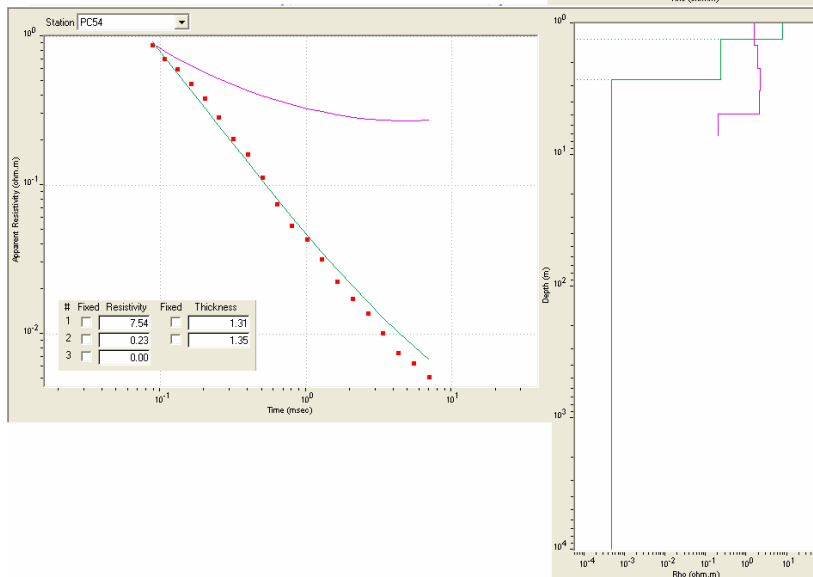 Station PC54
10^0
10^-1
10^-2
Apparent Resistivity (ohm.m)
# Fixed Resistivity Fixed Thickness
1 7.54 1.31
2 0.23 1.35
3 0.00
10^-1 10^0 10^1
Time (msec)
10^0
10^1
10^2
10^3
10^4
Depth (m)
10^-4 10^-3 10^-2 10^-1 10^0 10^1
Rho (ohm.m)